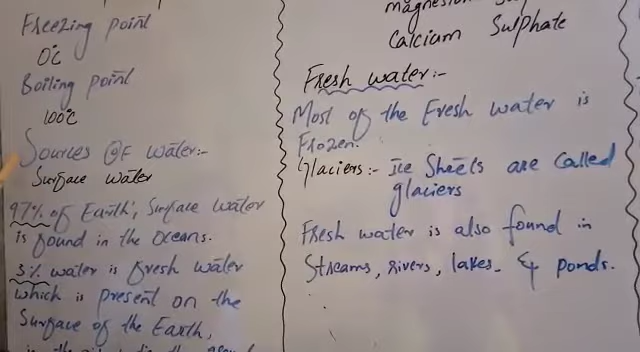 Freezing point
0°C
Boiling point
100°C
Sources of water:-
Surface water
97% of Earth, Surface water
is found in the Oceans.
3% water is fresh water
which is present on the
Surface of the Earth,
Calcium Sulphate
Fresh water:-
Most of the Fresh water is
Frozen.
Glaciers:- Ice Sheets are called
glaciers
Fresh water is also found in
Streams, rivers, lakes, & ponds.